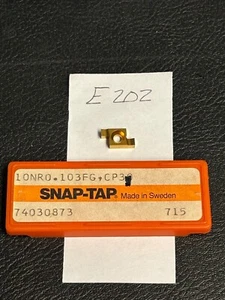 E 202
10NR0.103FG,CP3
SNAP-TAP® Made in Sweden
74030873 715